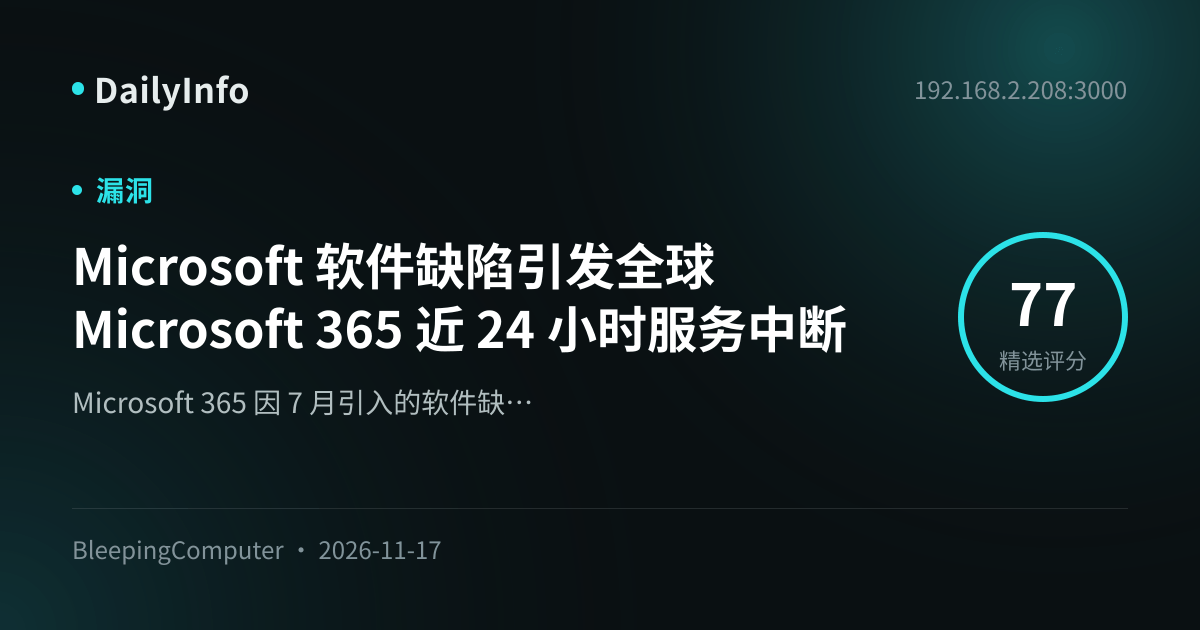 DailyInfo
192.168.2.208:3000
漏洞
Microsoft 软件缺陷引发全球
Microsoft 365 近 24 小时服务中断
77
精选评分
Microsoft 365 因 7 月引入的软件缺…
BleepingComputer • 2026-11-17